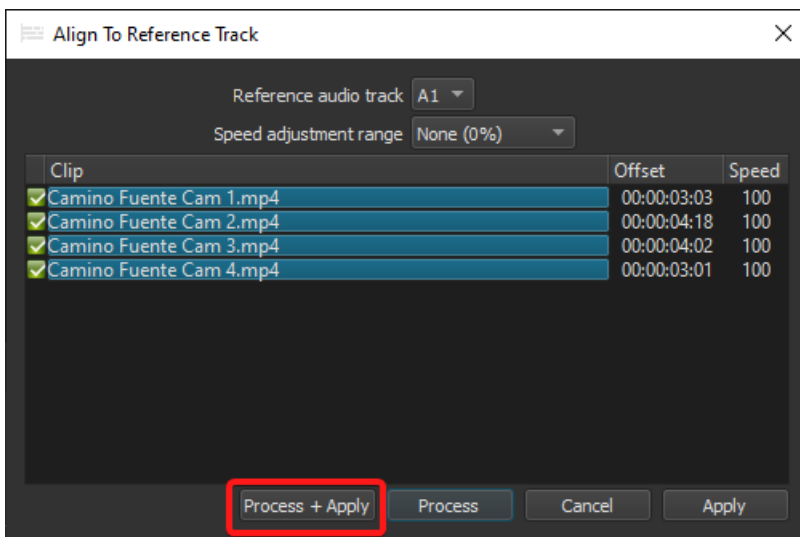 Align To Reference Track
Reference audio track A1
Speed adjustment range None (0%)
Clip Offset Speed
Camino Fuente Cam 1.mp4 00:00:03:03 100
Camino Fuente Cam 2.mp4 00:00:04:18 100
Camino Fuente Cam 3.mp4 00:00:04:02 100
Camino Fuente Cam 4.mp4 00:00:03:01 100
Process + Apply Process Cancel Apply